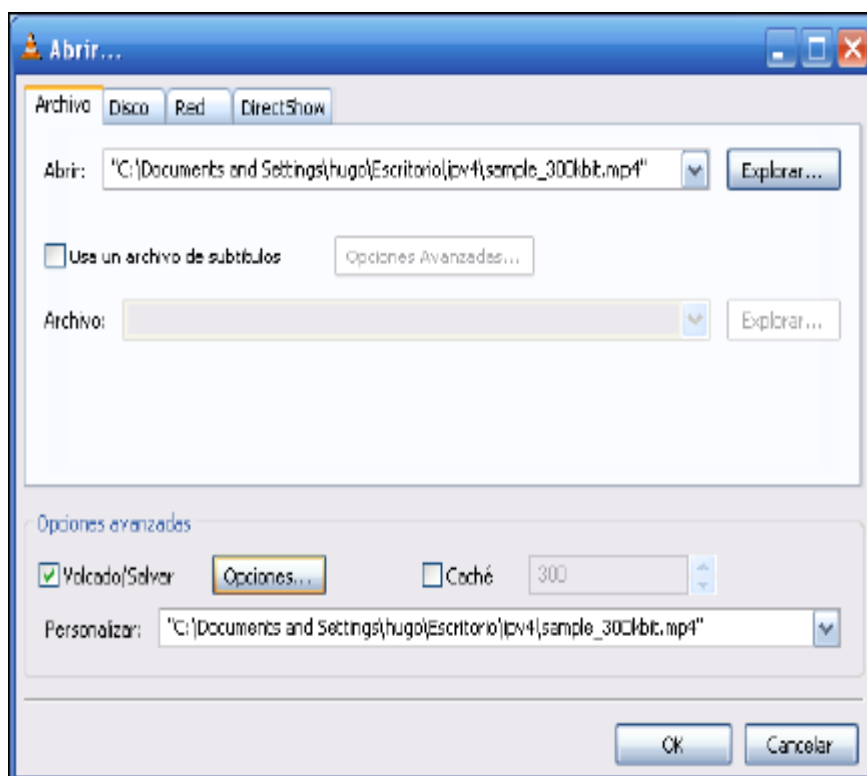 Abrir...
Archivo Disco Red DirectShow
Abrir: "C:\Documents and Settings\hugo\Escritorio\ipv4\sample_300kbit.mp4" Explorar...
Usa un archivo de subtítulos Opciones Avanzadas...
Archivo: Explorar...
Opciones avanzadas
Volcado/Salvar Opciones... Caché 300
Personalizar: "C:\Documents and Settings\hugo\Escritorio\ipv4\sample_300kbit.mp4"
OK Cancelar